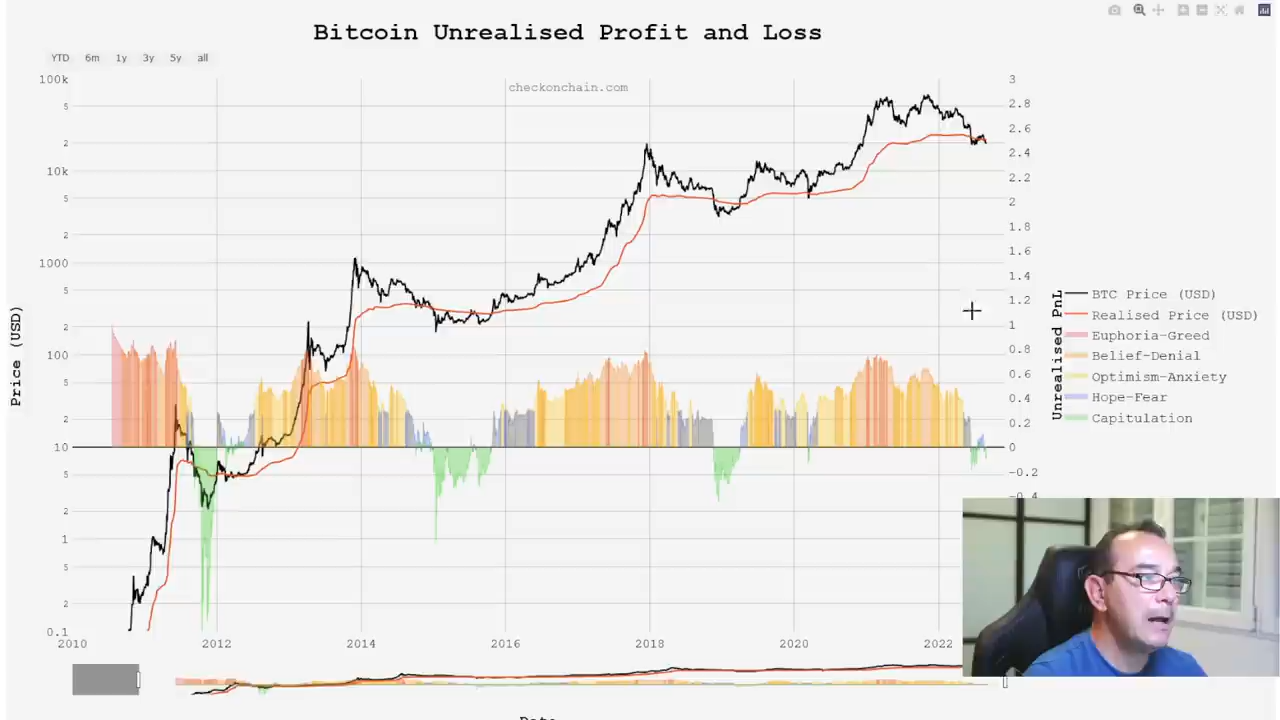 Bitcoin Unrealised Profit and Loss
YTD 6m 1y 3y 5y all
checkonchain.com
100k
5
2
10k
5
2
1000
5
2
100
5
2
10
5
2
1
5
2
0.1
Price (USD)
2010 2012 2014 2016 2018 2020 2022
3
2.8
2.6
2.4
2.2
2
1.8
1.6
1.4
1.2
1
0.8
0.6
0.4
0.2
0
−0.2
Unrealised PnL
BTC Price (USD)
Realised Price (USD)
Euphoria-Greed
Belief-Denial
Optimism-Anxiety
Hope-Fear
Capitulation